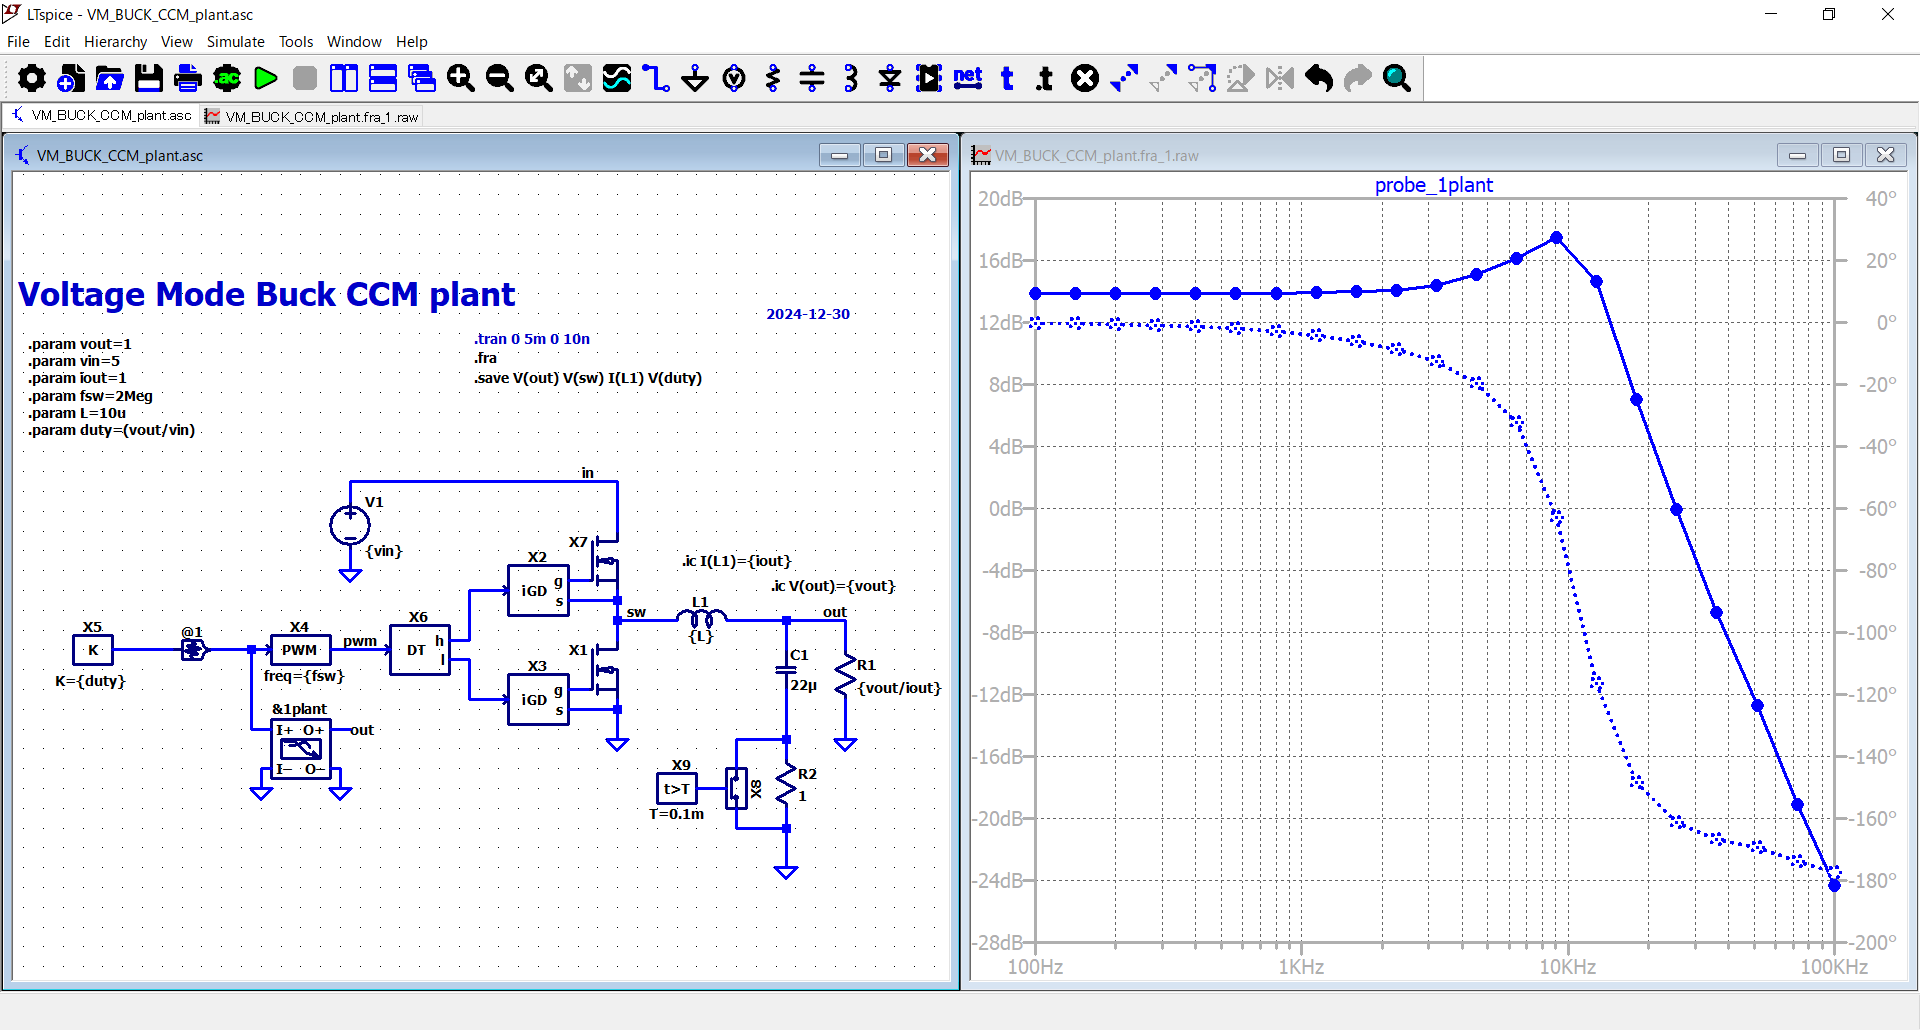 LTspice - VM_BUCK_CCM_plant.asc
File Edit Hierarchy View Simulate Tools Window Help
.ac
net
t
.t
VM_BUCK_CCM_plant.asc
VM_BUCK_CCM_plant.fra_1.raw
VM_BUCK_CCM_plant.asc
Voltage Mode Buck CCM plant
2024-12-30
.param vout=1
.param vin=5
.param iout=1
.param fsw=2Meg
.param L=10u
.param duty=(vout/vin)
.tran 0 5m 0 10n
.fra
.save V(out) V(sw) I(L1) V(duty)
in
V1
{vin}
X7
X2
iGD
g
s
.ic I(L1)={iout}
.ic V(out)={vout}
L1
{L}
sw
out
X5
K
K={duty}
@1
X4
PWM
freq={fsw}
pwm
X6
DT
h
l
X1
X3
iGD
g
s
C1
22µ
R1
{vout/iout}
&1plant
I+ O+
I- O-
out
X9
t>T
T=0.1m
X8
R2
1
VM_BUCK_CCM_plant.fra_1.raw
probe_1plant
20dB
16dB
12dB
8dB
4dB
0dB
-4dB
-8dB
-12dB
-16dB
-20dB
-24dB
-28dB
40°
20°
0°
-20°
-40°
-60°
-80°
-100°
-120°
-140°
-160°
-180°
-200°
100Hz
1KHz
10KHz
100KHz